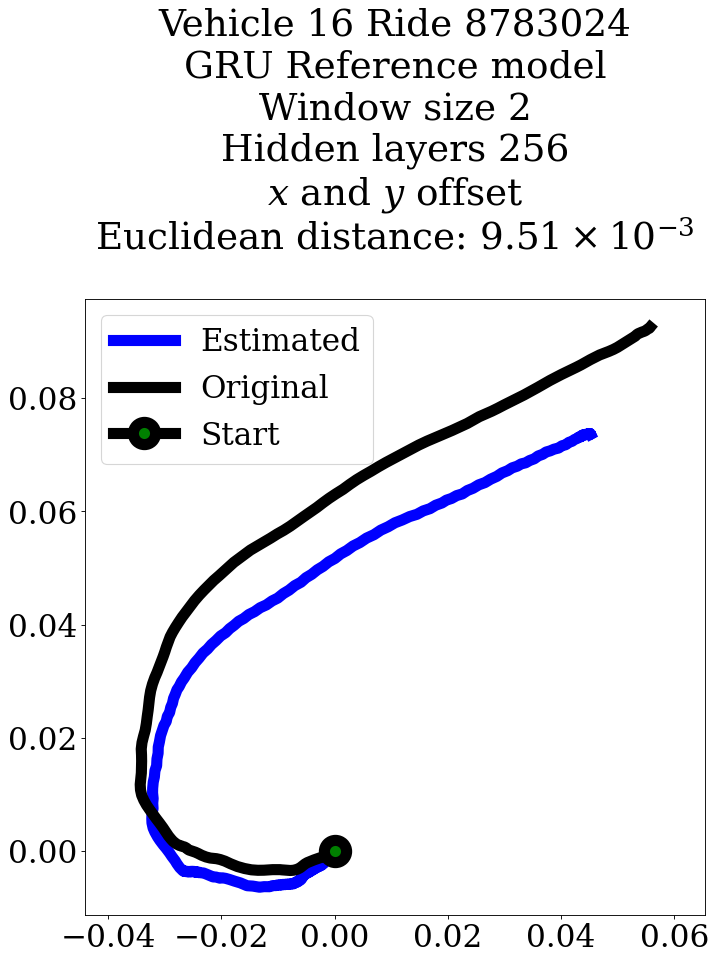 Vehicle 16 Ride 8783024
GRU Reference model
Window size 2
Hidden layers 256
x and y offset
Euclidean distance: 9.51 × 10⁻³
Estimated
Original
Start
0.08
0.06
0.04
0.02
0.00
−0.04 −0.02 0.00 0.02 0.04 0.06